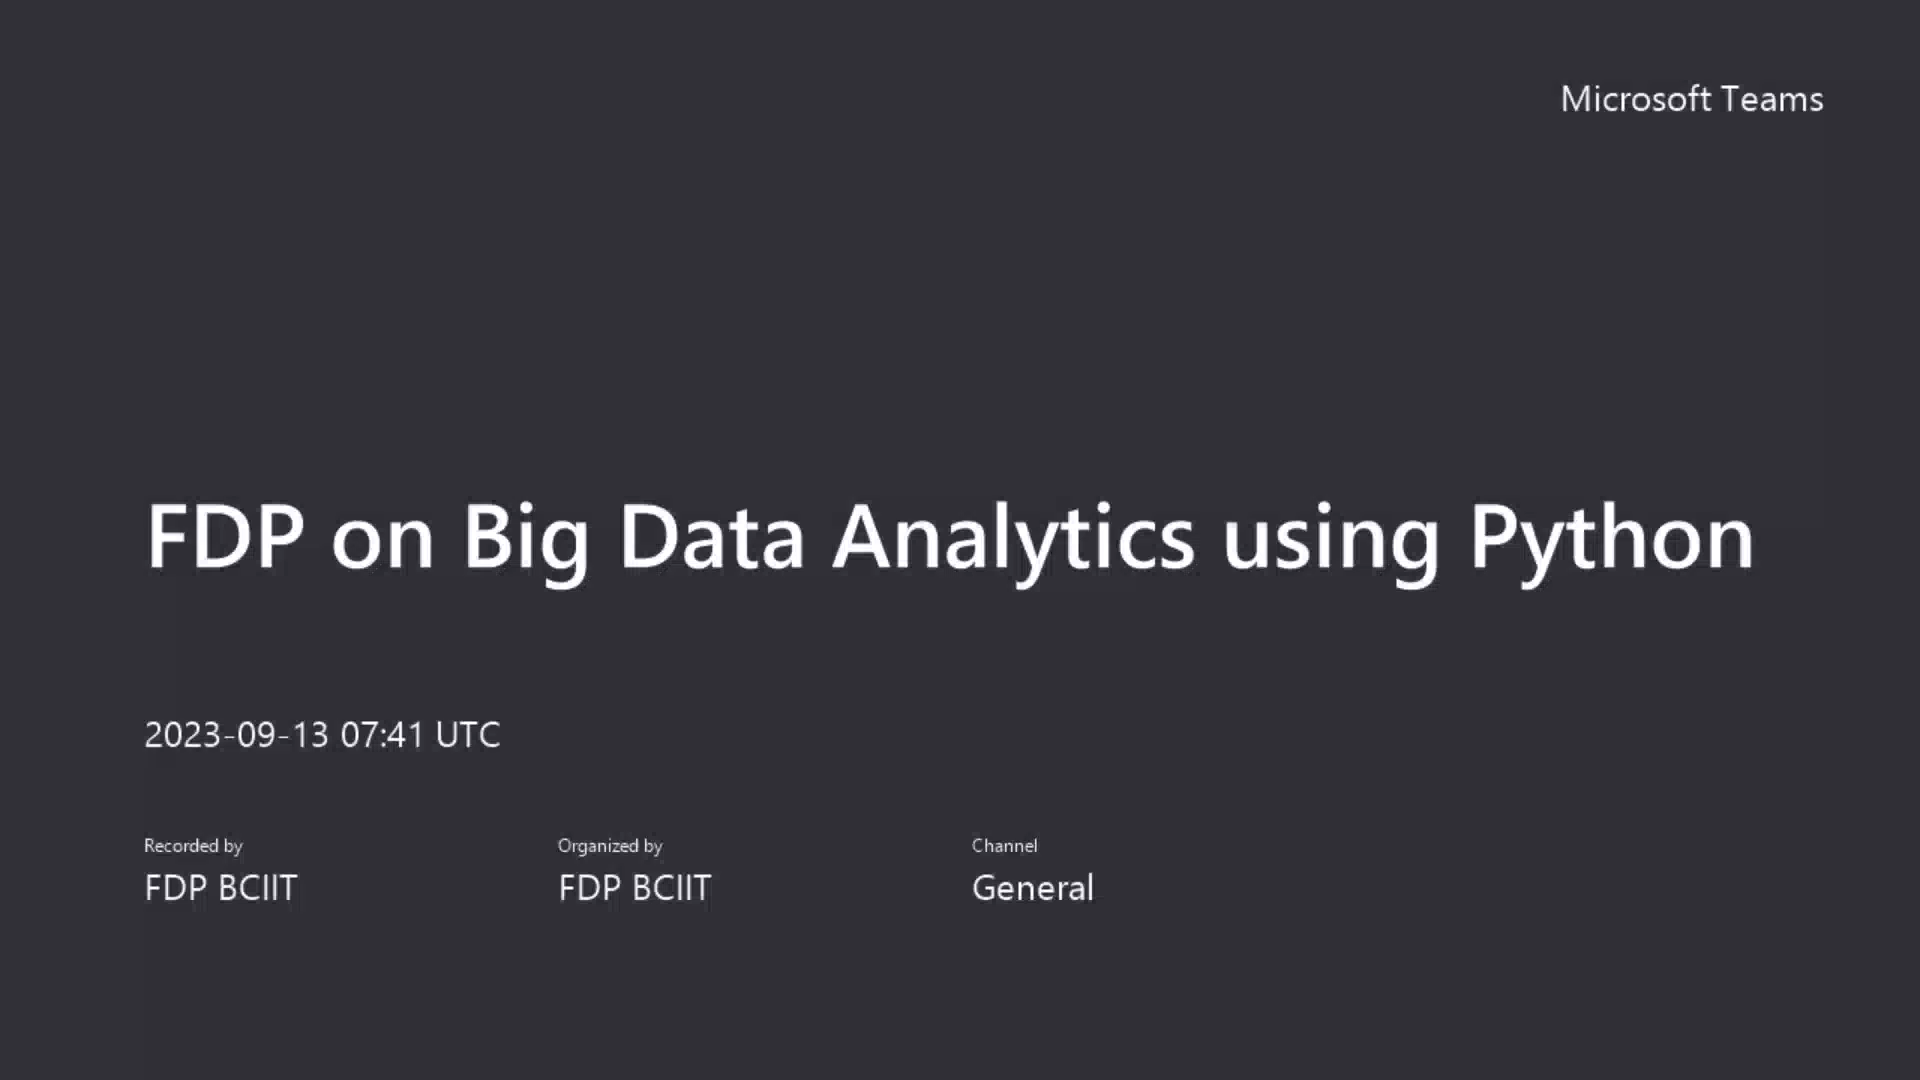 Microsoft Teams
FDP on Big Data Analytics using Python
2023-09-13 07:41 UTC
Recorded by
FDP BCIIT
Organized by
FDP BCIIT
Channel
General